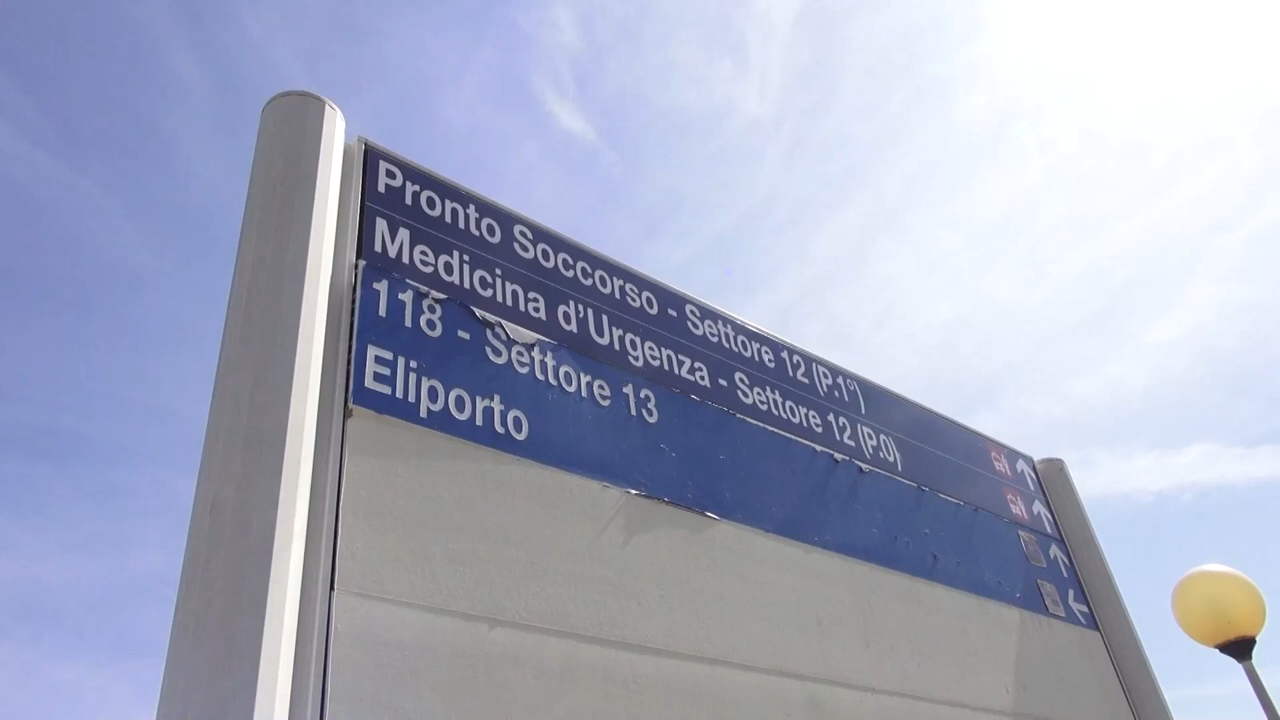 Pronto Soccorso - Settore 12 (P.1°)
Medicina d'Urgenza - Settore 12 (P.0)
118 - Settore 13
Eliporto